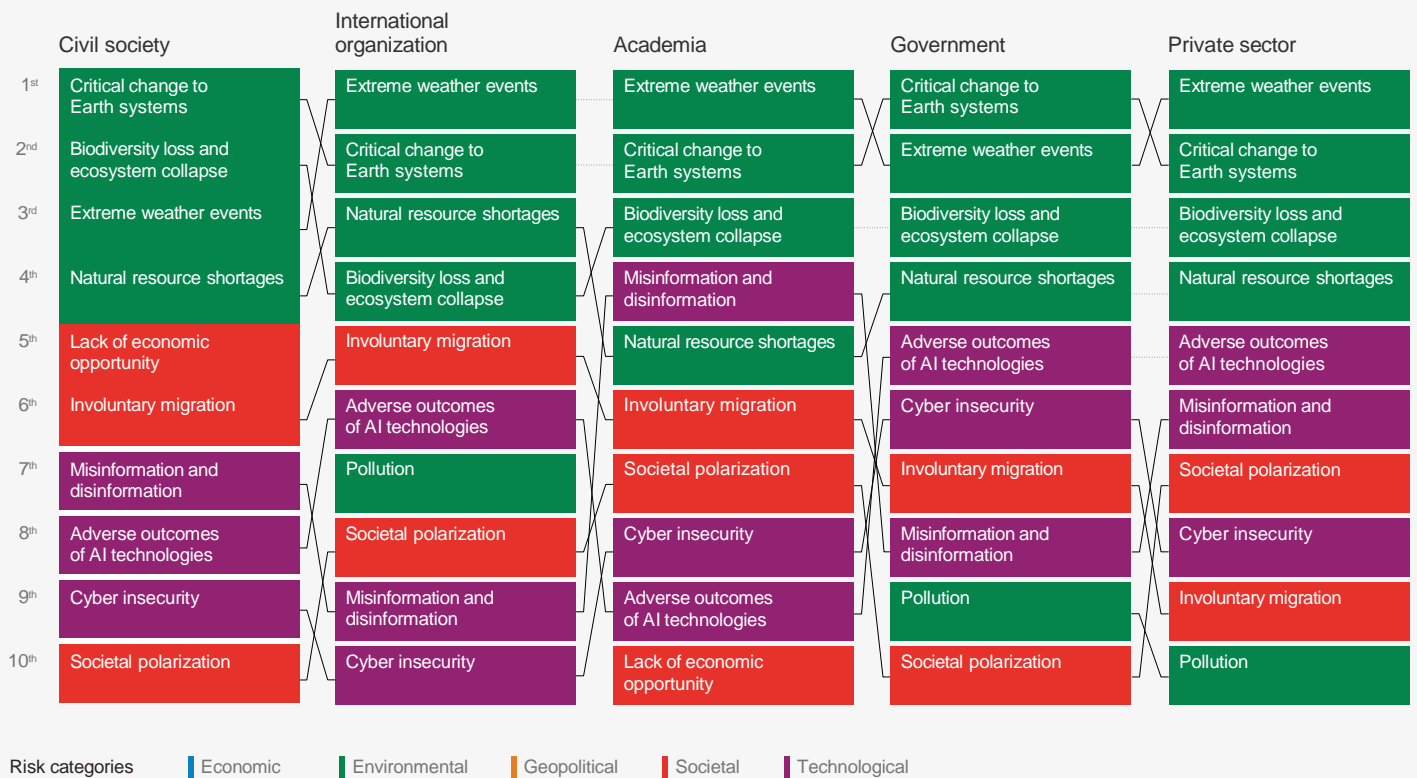 Civil society
International
organization
Academia
Government
Private sector
1st
2nd
3rd
4th
5th
6th
7th
8th
9th
10th
Critical change to
Earth systems
Biodiversity loss and
ecosystem collapse
Extreme weather events
Natural resource shortages
Lack of economic
opportunity
Involuntary migration
Misinformation and
disinformation
Adverse outcomes
of AI technologies
Cyber insecurity
Societal polarization
Extreme weather events
Critical change to
Earth systems
Natural resource shortages
Biodiversity loss and
ecosystem collapse
Involuntary migration
Adverse outcomes
of AI technologies
Pollution
Societal polarization
Misinformation and
disinformation
Cyber insecurity
Extreme weather events
Critical change to
Earth systems
Biodiversity loss and
ecosystem collapse
Misinformation and
disinformation
Natural resource shortages
Involuntary migration
Societal polarization
Cyber insecurity
Adverse outcomes
of AI technologies
Lack of economic
opportunity
Critical change to
Earth systems
Extreme weather events
Biodiversity loss and
ecosystem collapse
Natural resource shortages
Adverse outcomes
of AI technologies
Cyber insecurity
Involuntary migration
Misinformation and
disinformation
Pollution
Societal polarization
Extreme weather events
Critical change to
Earth systems
Biodiversity loss and
ecosystem collapse
Natural resource shortages
Adverse outcomes
of AI technologies
Misinformation and
disinformation
Societal polarization
Cyber insecurity
Involuntary migration
Pollution
Risk categories
Economic
Environmental
Geopolitical
Societal
Technological